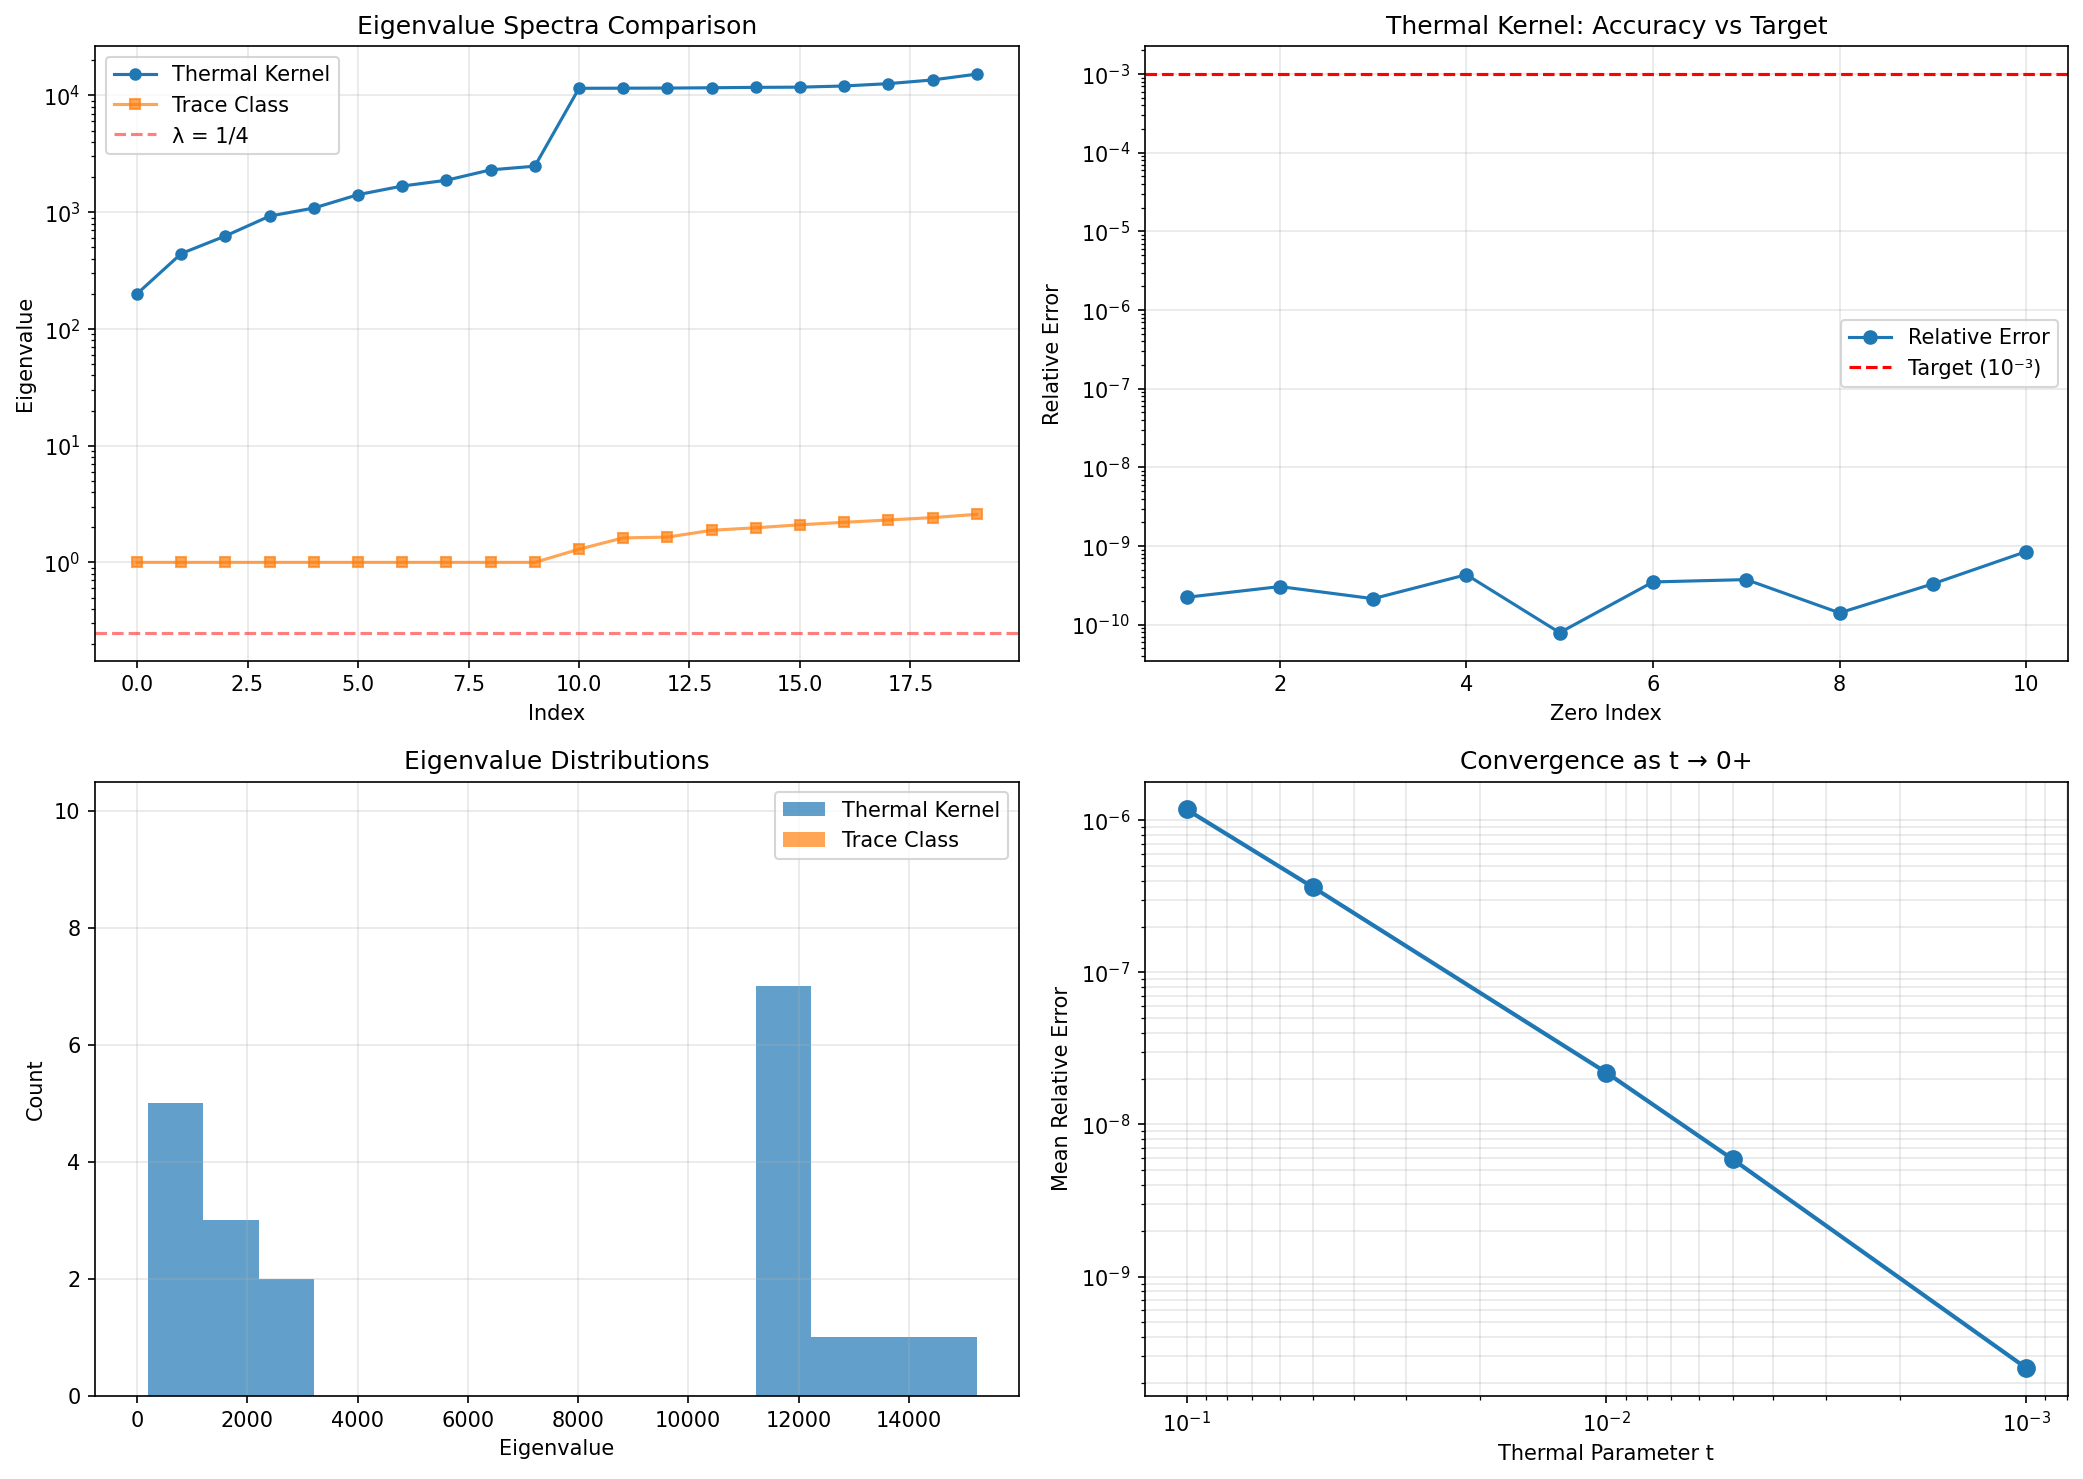 Eigenvalue Spectra Comparison
Thermal Kernel
Trace Class
λ = 1/4
10⁴
10³
10²
10¹
10⁰
Eigenvalue
0.0 2.5 5.0 7.5 10.0 12.5 15.0 17.5
Index
Thermal Kernel: Accuracy vs Target
10⁻³
10⁻⁴
10⁻⁵
10⁻⁶
10⁻⁷
10⁻⁸
10⁻⁹
10⁻¹⁰
Relative Error
Relative Error
Target (10⁻³)
2 4 6 8 10
Zero Index
Eigenvalue Distributions
Thermal Kernel
Trace Class
10
8
6
4
2
0
Count
0 2000 4000 6000 8000 10000 12000 14000
Eigenvalue
Convergence as t → 0+
10⁻⁶
10⁻⁷
10⁻⁸
10⁻⁹
Mean Relative Error
10⁻¹ 10⁻² 10⁻³
Thermal Parameter t